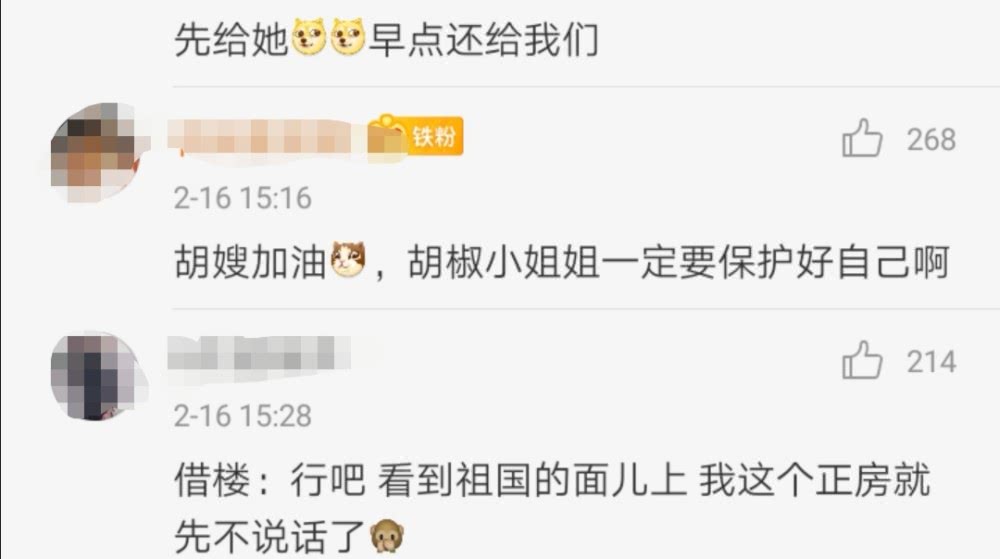 先给她早点还给我们
铁粉
268
2-16 15:16
胡嫂加油，胡椒小姐姐一定要保护好自己啊
214
2-16 15:28
借楼：行吧 看到祖国的面儿上 我这个正房就
先不说话了